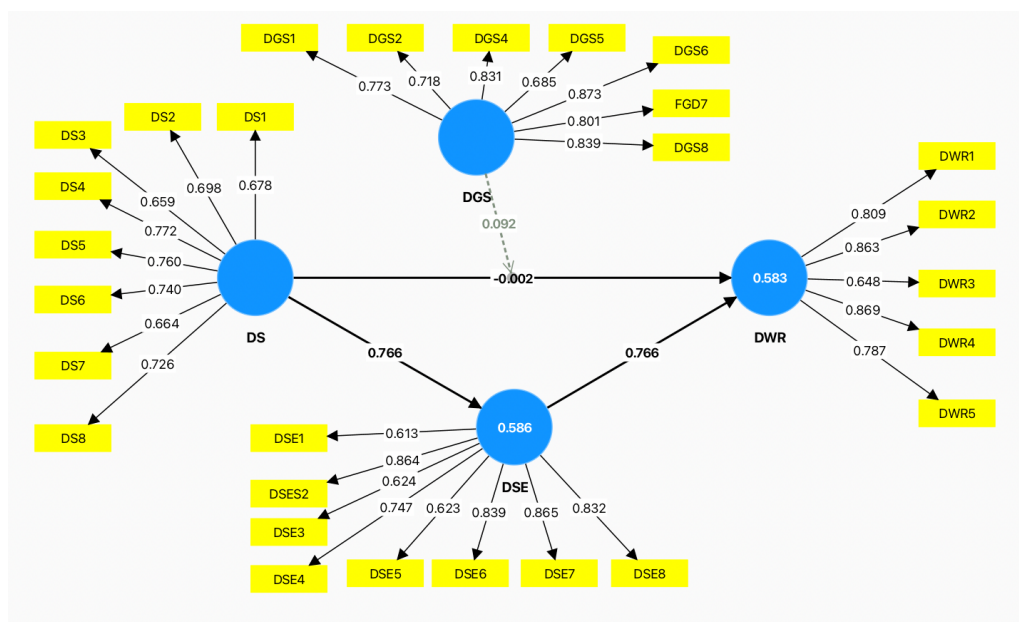 DGS1
DGS2
DGS4
DGS5
DGS6
FGD7
DGS8
0.773
0.718
0.831
0.685
0.873
0.801
0.839
DGS
0.092
DS3
DS2
DS1
DS4
DS5
DS6
DS7
DS8
0.659
0.698
0.678
0.772
0.760
0.740
0.664
0.726
DS
-0.002
0.766
0.766
DWR1
DWR2
DWR3
DWR4
DWR5
0.809
0.863
0.648
0.869
0.787
0.583
DWR
0.586
DSE
DSE1
DSES2
DSE3
DSE4
DSE5
DSE6
DSE7
DSE8
0.613
0.864
0.624
0.747
0.623
0.839
0.865
0.832